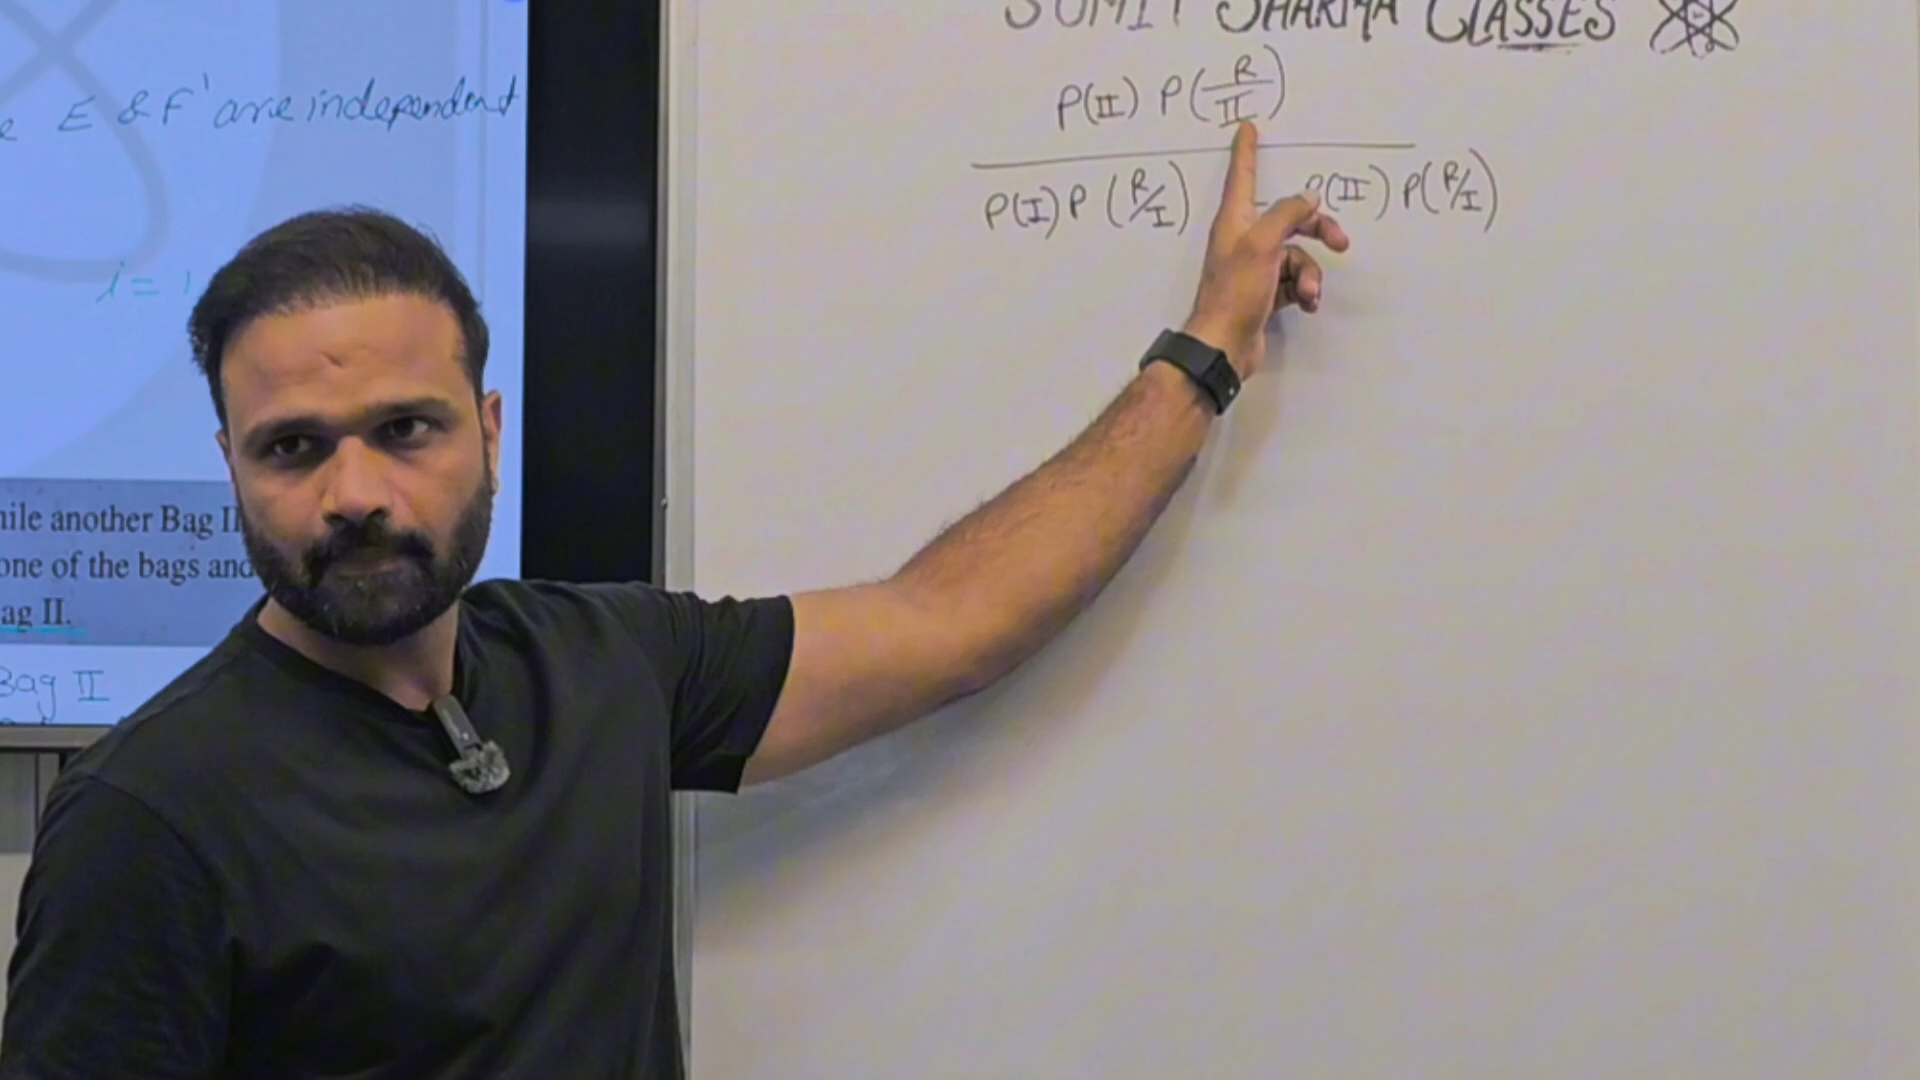 SUMIT SHARMA CLASSES
E & F' are independent
P(II) P(R/II)
P(I) P(R/I) P(II) P(R/I)
i = 1
another Bag II
one of the bags and
ag II.
Bag II